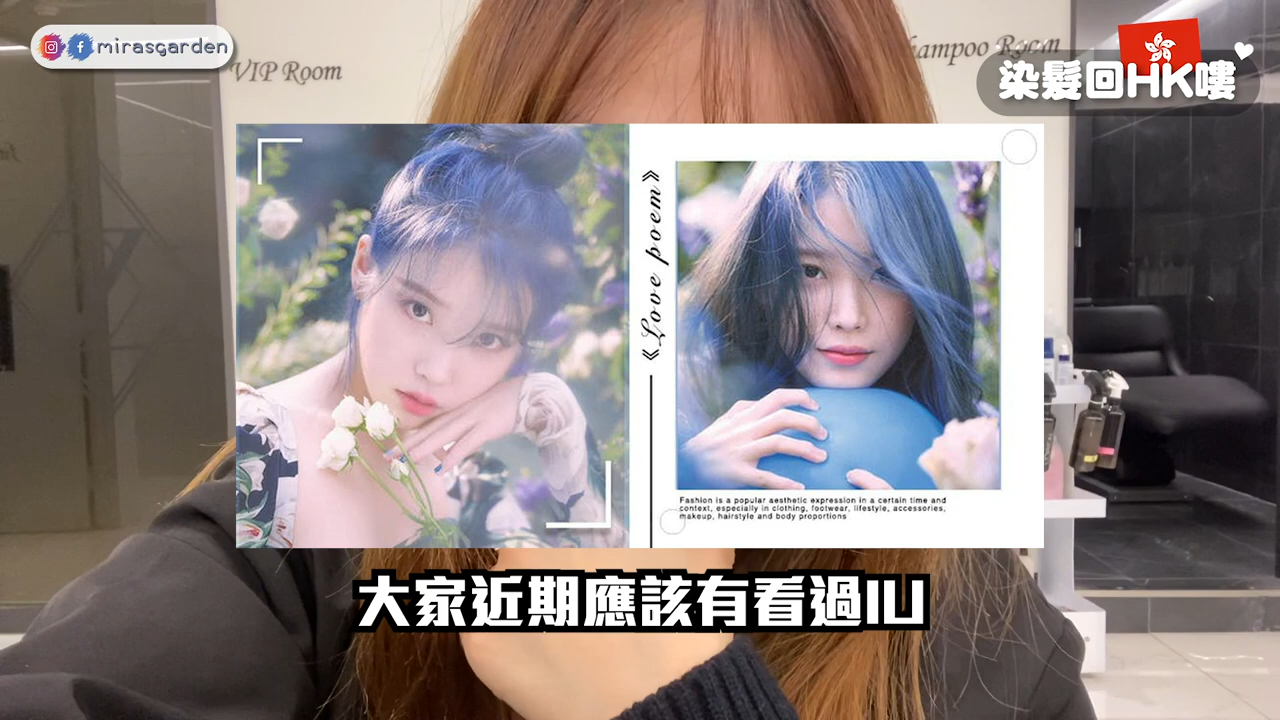 mirasgarden
VIP Room
Shampoo Room
染髮回HK嘍
《Love poem》
Fashion is a popular aesthetic expression in a certain time and
context, especially in clothing, footwear, lifestyle, accessories,
makeup, hairstyle and body proportions
大家近期應該有看過IU